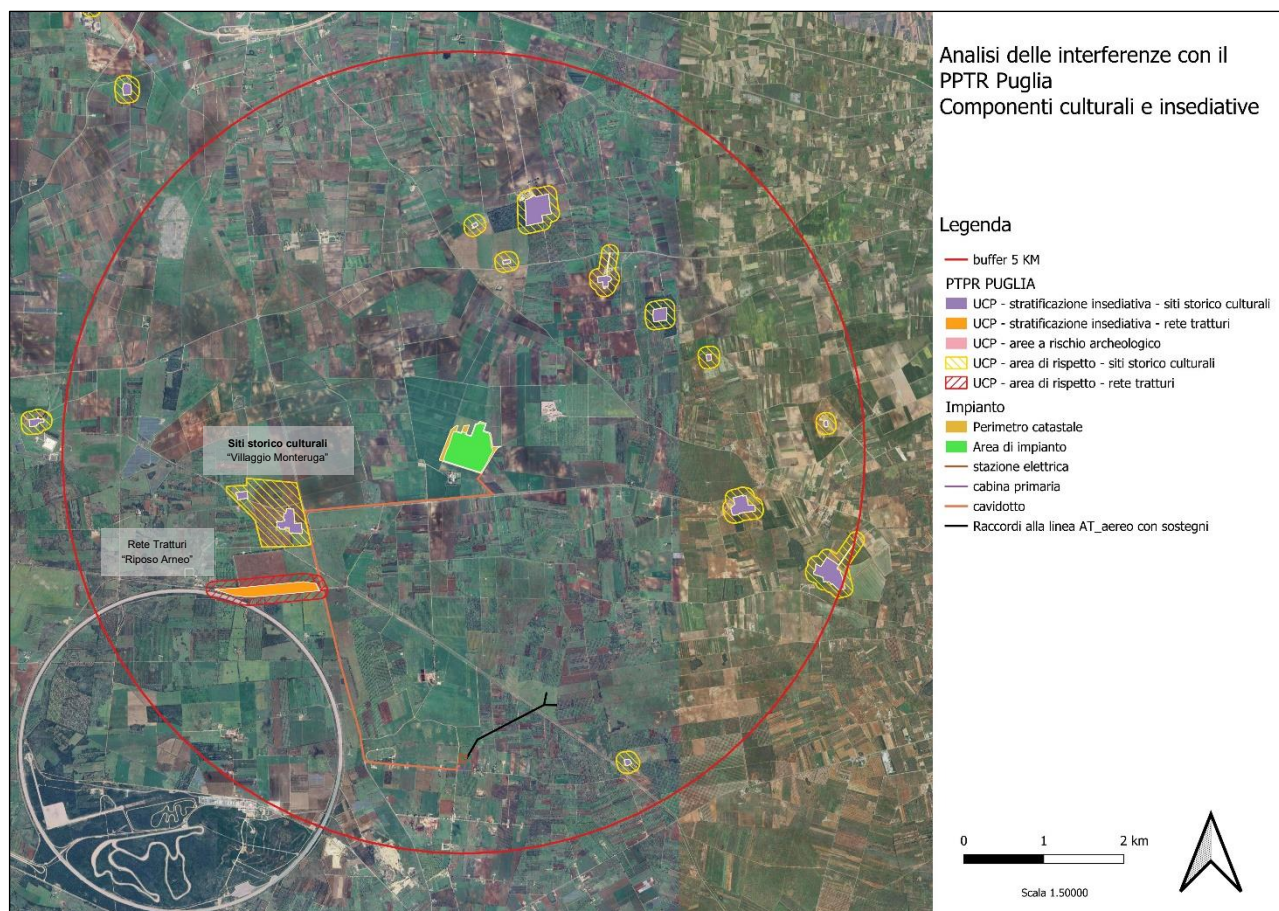 Analisi delle interferenze con il
PPTR Puglia
Componenti culturali e insediative
Legenda
buffer 5 KM
PTPR PUGLIA
UCP - stratificazione insediativa - siti storico culturali
UCP - stratificazione insediativa - rete tratturi
UCP - aree a rischio archeologico
UCP - area di rispetto - siti storico culturali
UCP - area di rispetto - rete tratturi
Impianto
Perimetro catastale
Area di impianto
stazione elettrica
cabina primaria
cavidotto
Raccordi alla linea AT_aereo con sostegni
Siti storico culturali
“Villaggio Monteruga”
Rete Tratturi
“Riposo Arneo”
0 1 2 km
Scala 1.50000